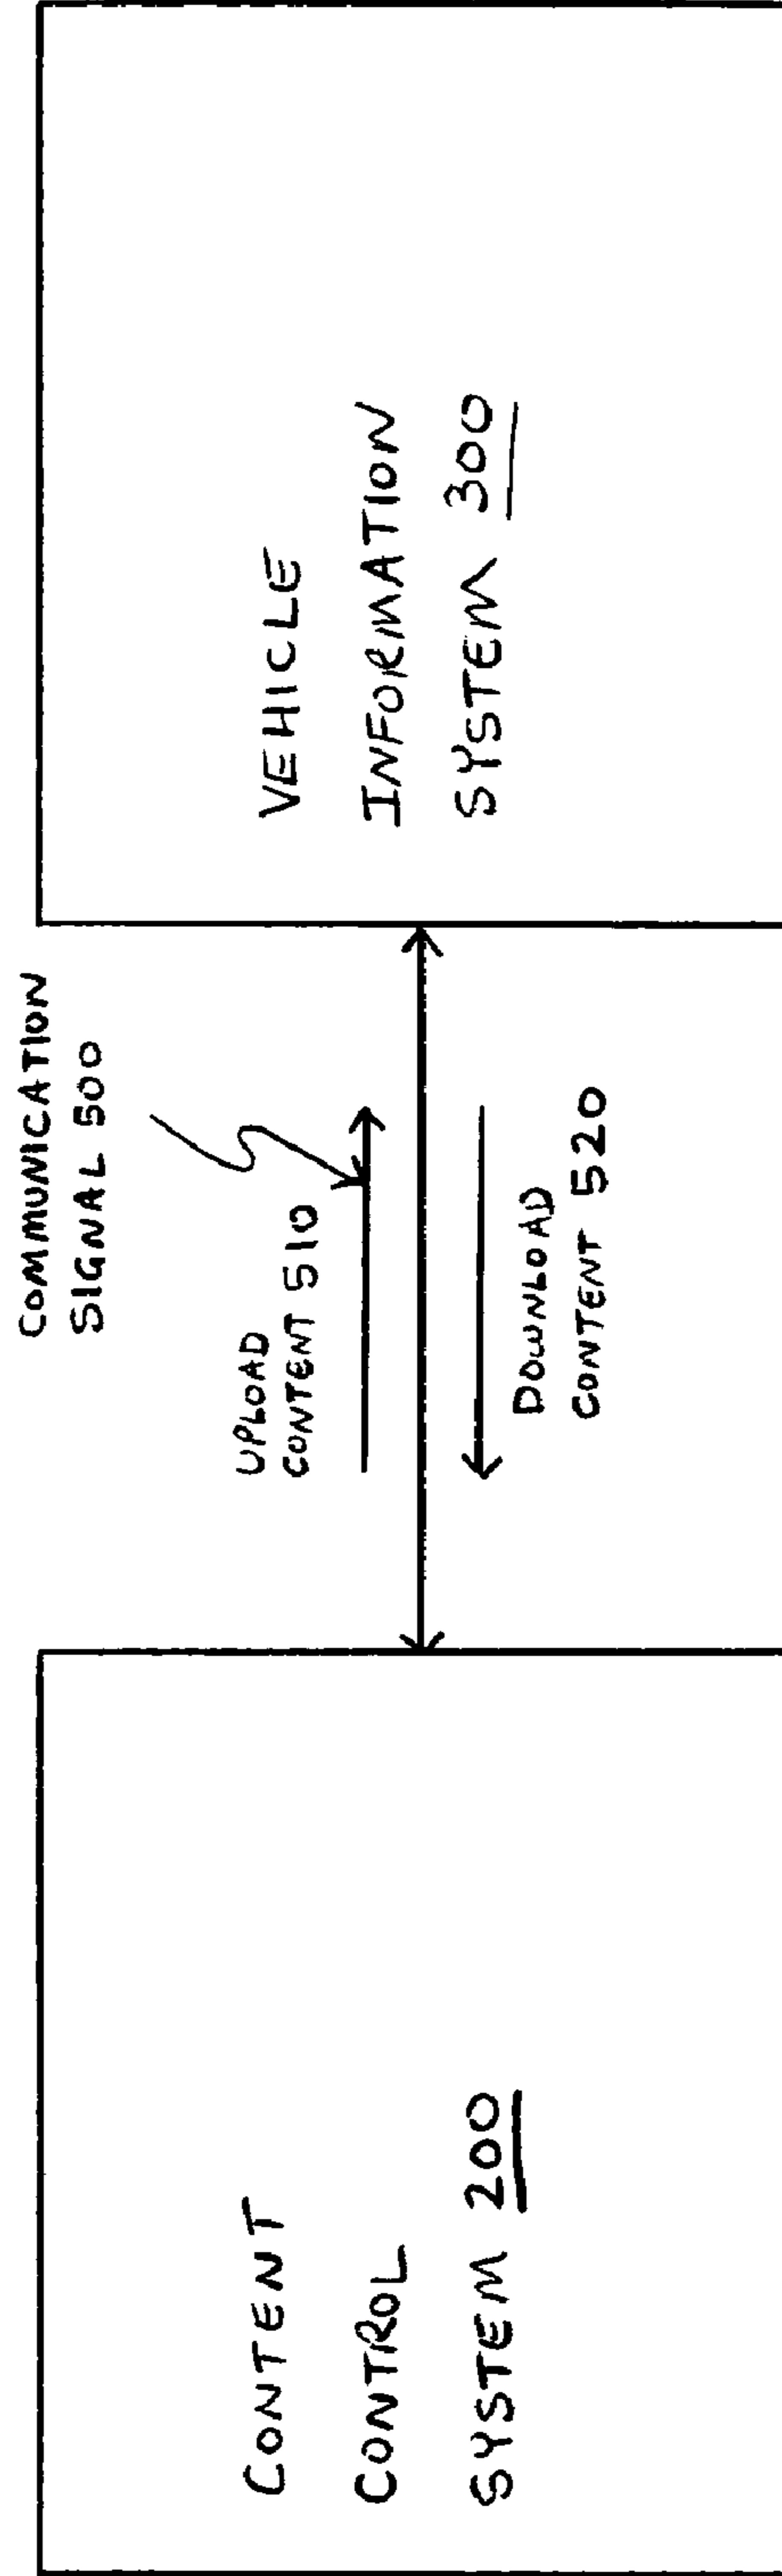 CONTENT
CONTROL
SYSTEM 200
COMMUNICATION
SIGNAL 500
UPLOAD
CONTENT 510
DOWNLOAD
CONTENT 520
VEHICLE
INFORMATION
SYSTEM 300